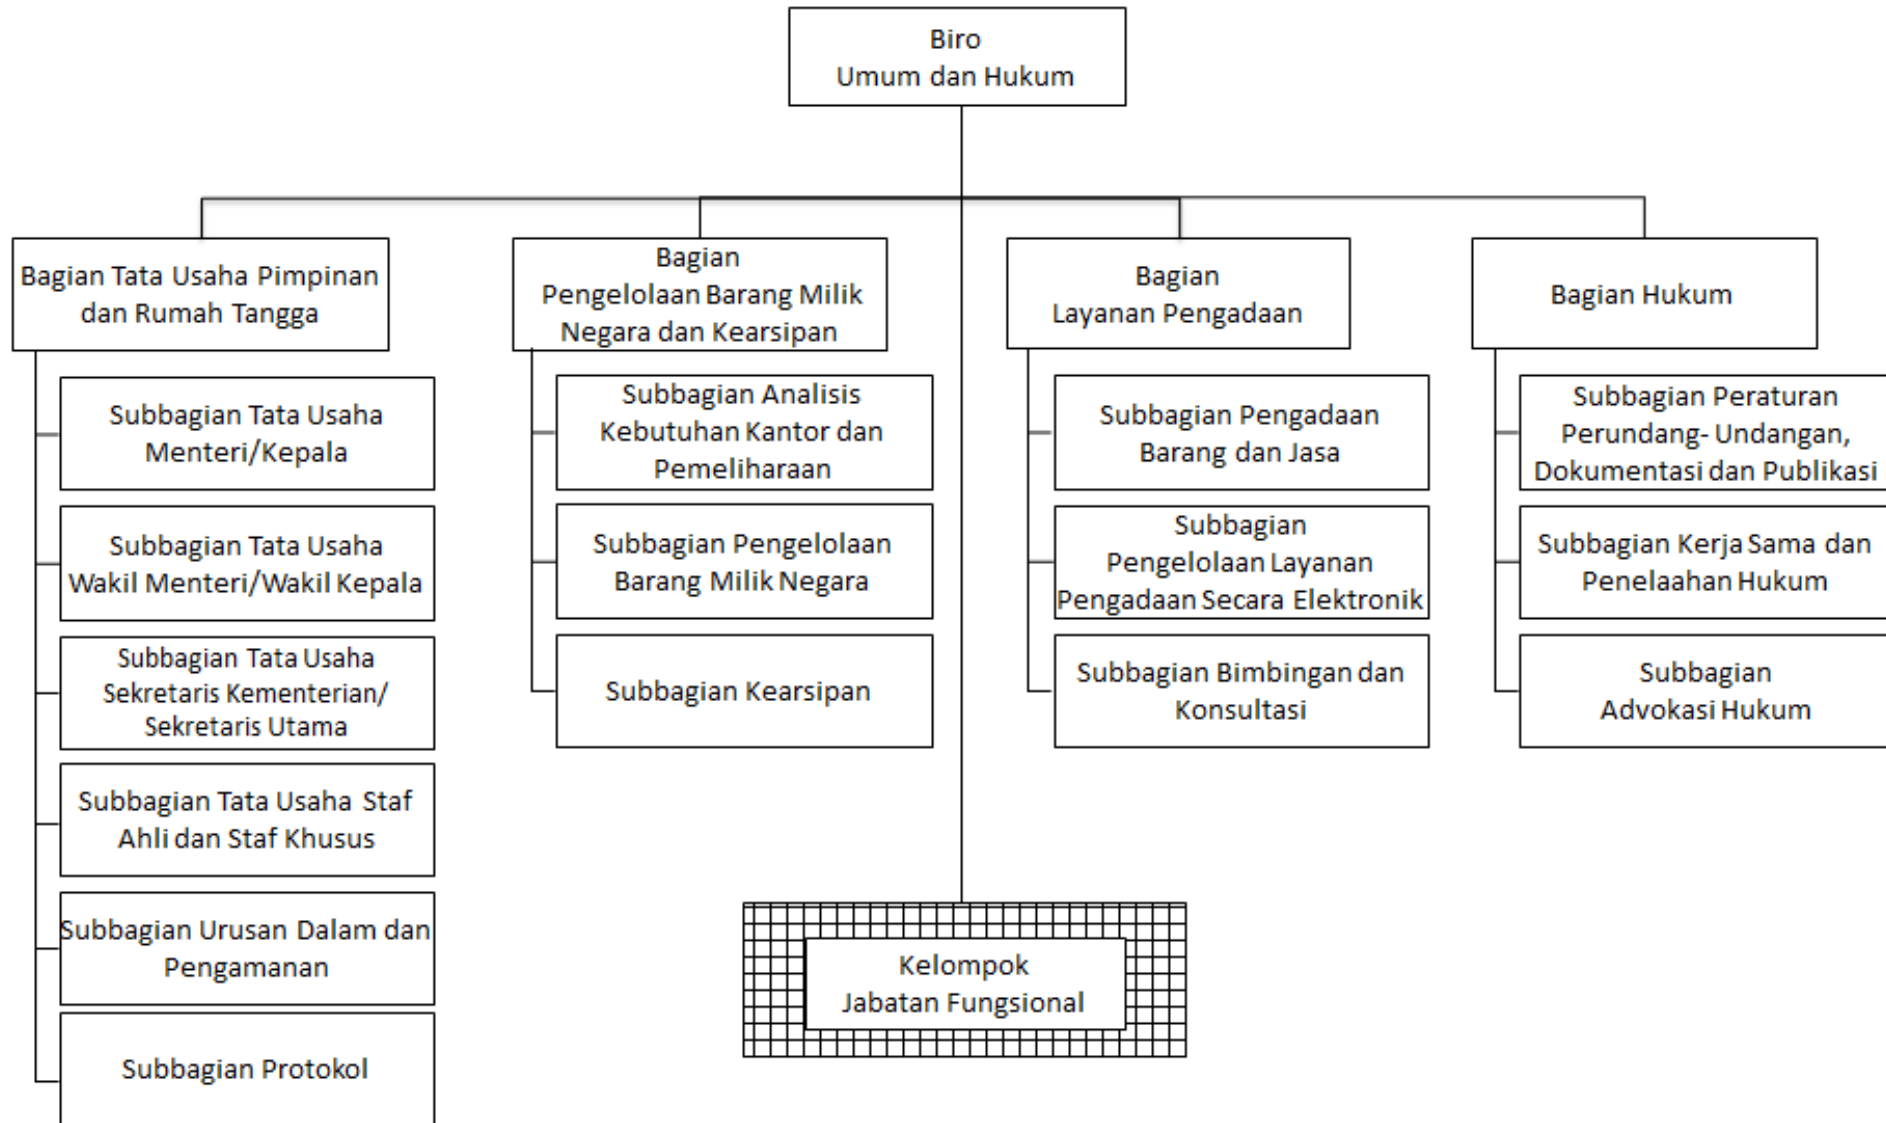 Biro
Umum dan Hukum
Bagian Tata Usaha Pimpinan
dan Rumah Tangga
Subbagian Tata Usaha
Menteri/Kepala
Subbagian Tata Usaha
Wakil Menteri/Wakil Kepala
Subbagian Tata Usaha
Sekretaris Kementerian/
Sekretaris Utama
Subbagian Tata Usaha Staf
Ahli dan Staf Khusus
Subbagian Urusan Dalam dan
Pengamanan
Subbagian Protokol
Bagian
Pengelolaan Barang Milik
Negara dan Kearsipan
Subbagian Analisis
Kebutuhan Kantor dan
Pemeliharaan
Subbagian Pengelolaan
Barang Milik Negara
Subbagian Kearsipan
Bagian
Layanan Pengadaan
Subbagian Pengadaan
Barang dan Jasa
Subbagian
Pengelolaan Layanan
Pengadaan Secara Elektronik
Subbagian Bimbingan dan
Konsultasi
Bagian Hukum
Subbagian Peraturan
Perundang- Undangan,
Dokumentasi dan Publikasi
Subbagian Kerja Sama dan
Penelaahan Hukum
Subbagian
Advokasi Hukum
Kelompok
Jabatan Fungsional